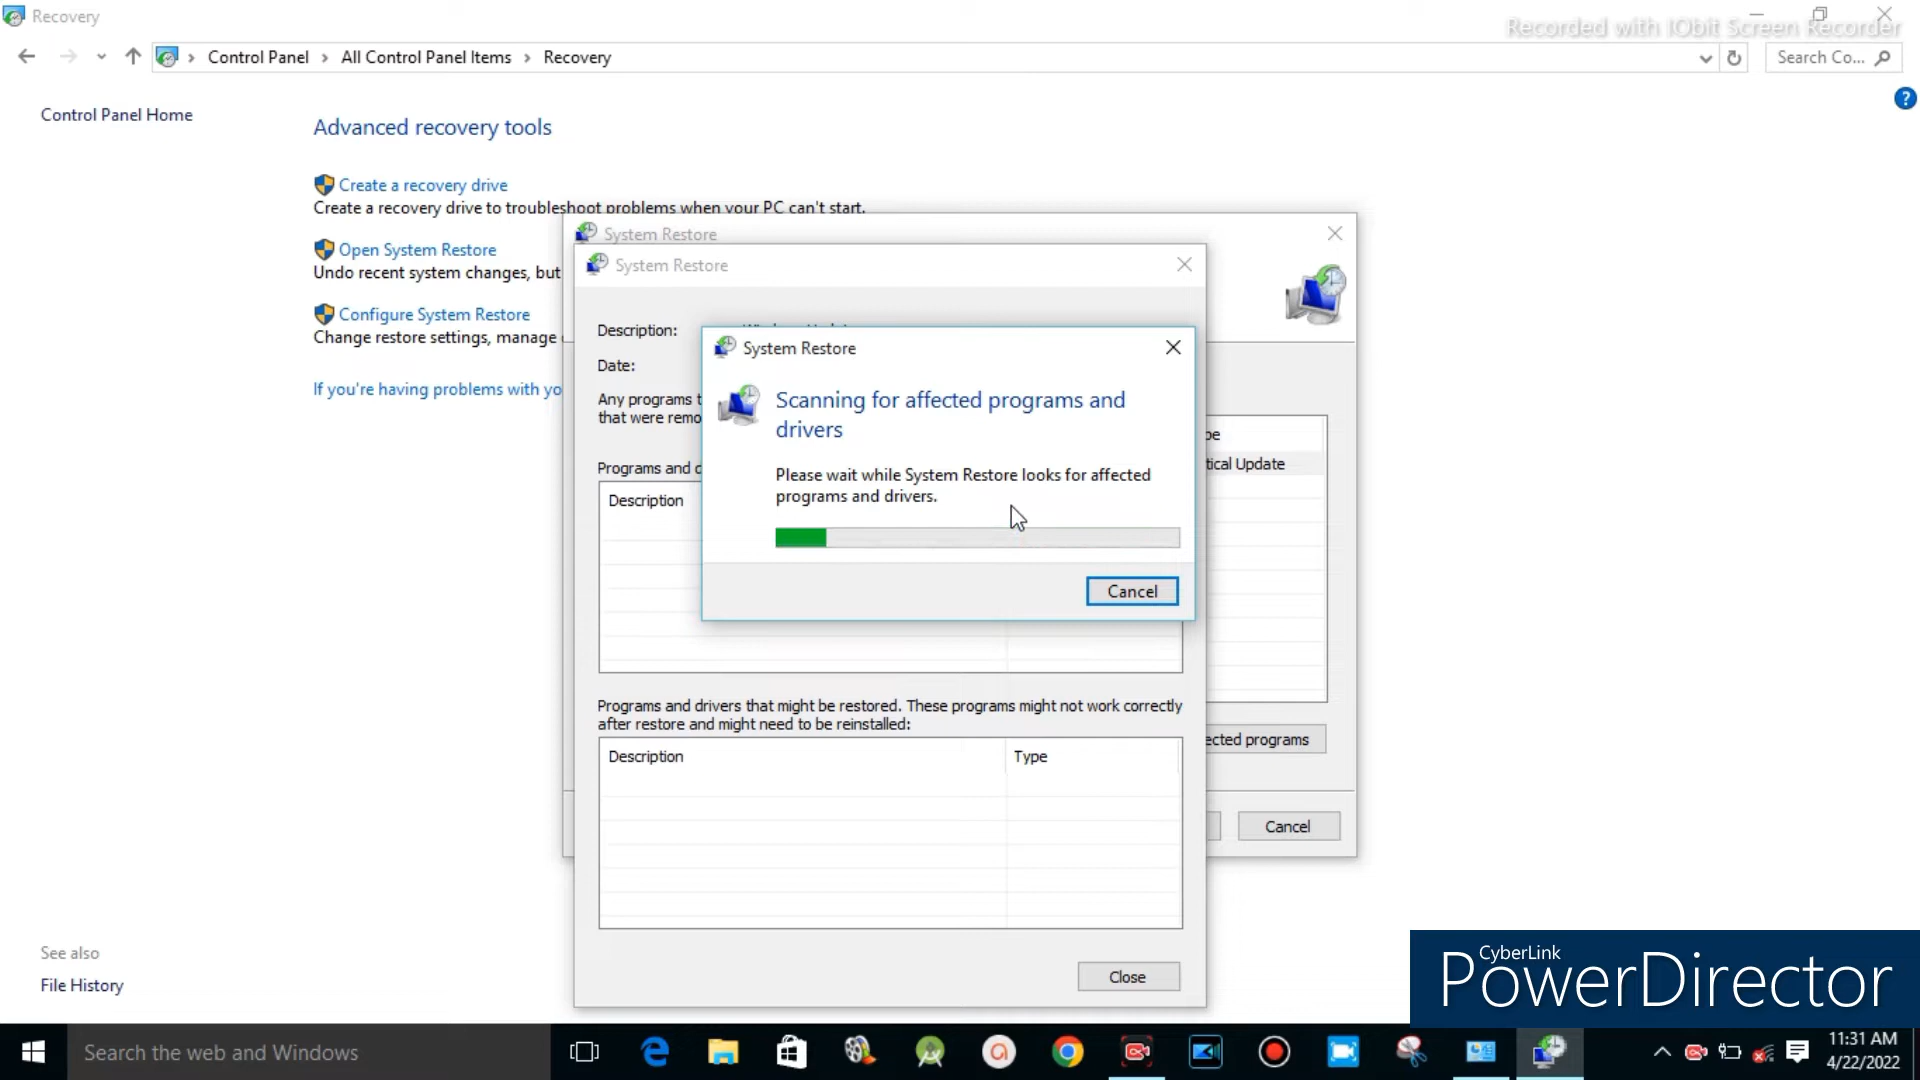 Recovery
Recorded with IObit Screen Recorder
Control Panel
All Control Panel Items
Recovery
Search Co...
Control Panel Home
Advanced recovery tools
Create a recovery drive
Create a recovery drive to troubleshoot problems when your PC can't start.
Open System Restore
Undo recent system changes, but
Configure System Restore
Change restore settings, manage
If you're having problems with yo
System Restore
System Restore
Description:
Date:
Any programs t
that were remo
Programs and d
Description
System Restore
Scanning for affected programs and
drivers
Please wait while System Restore looks for affected
programs and drivers.
Cancel
pe
tical Update
Programs and drivers that might be restored. These programs might not work correctly
after restore and might need to be reinstalled:
Description
Type
ected programs
Cancel
Close
See also
File History
CyberLink
PowerDirector
Search the web and Windows
11:31 AM
4/22/2022